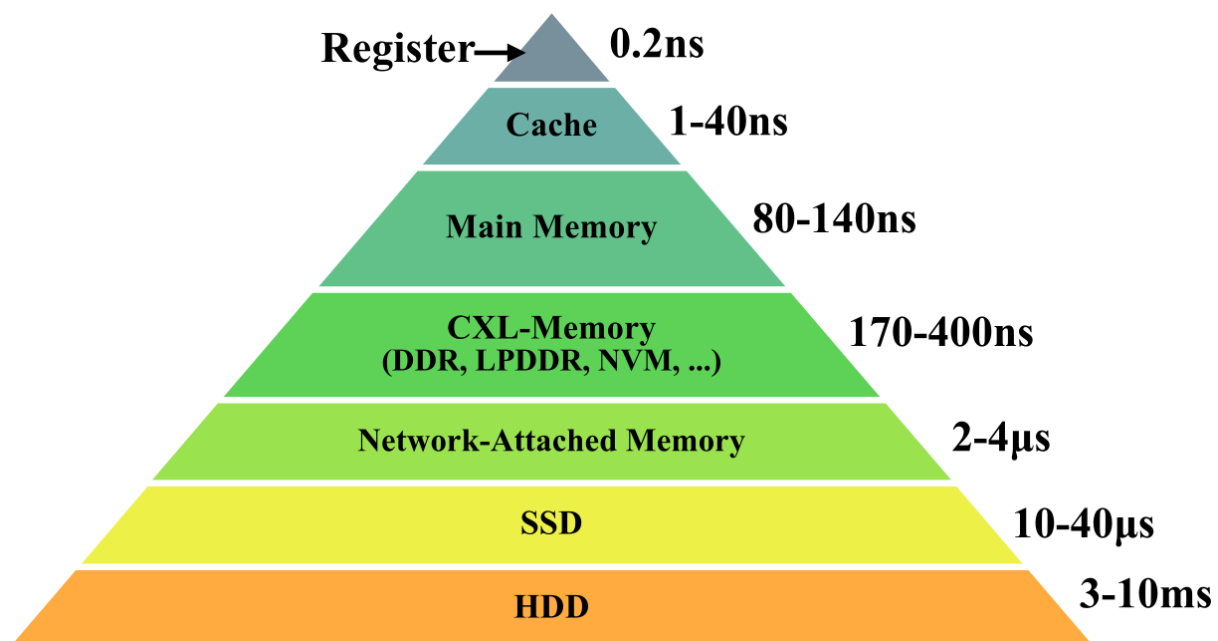 Register
0.2ns
Cache
1-40ns
Main Memory
80-140ns
CXL-Memory
(DDR, LPDDR, NVM, ...)
170-400ns
Network-Attached Memory
2-4μs
SSD
10-40μs
HDD
3-10ms